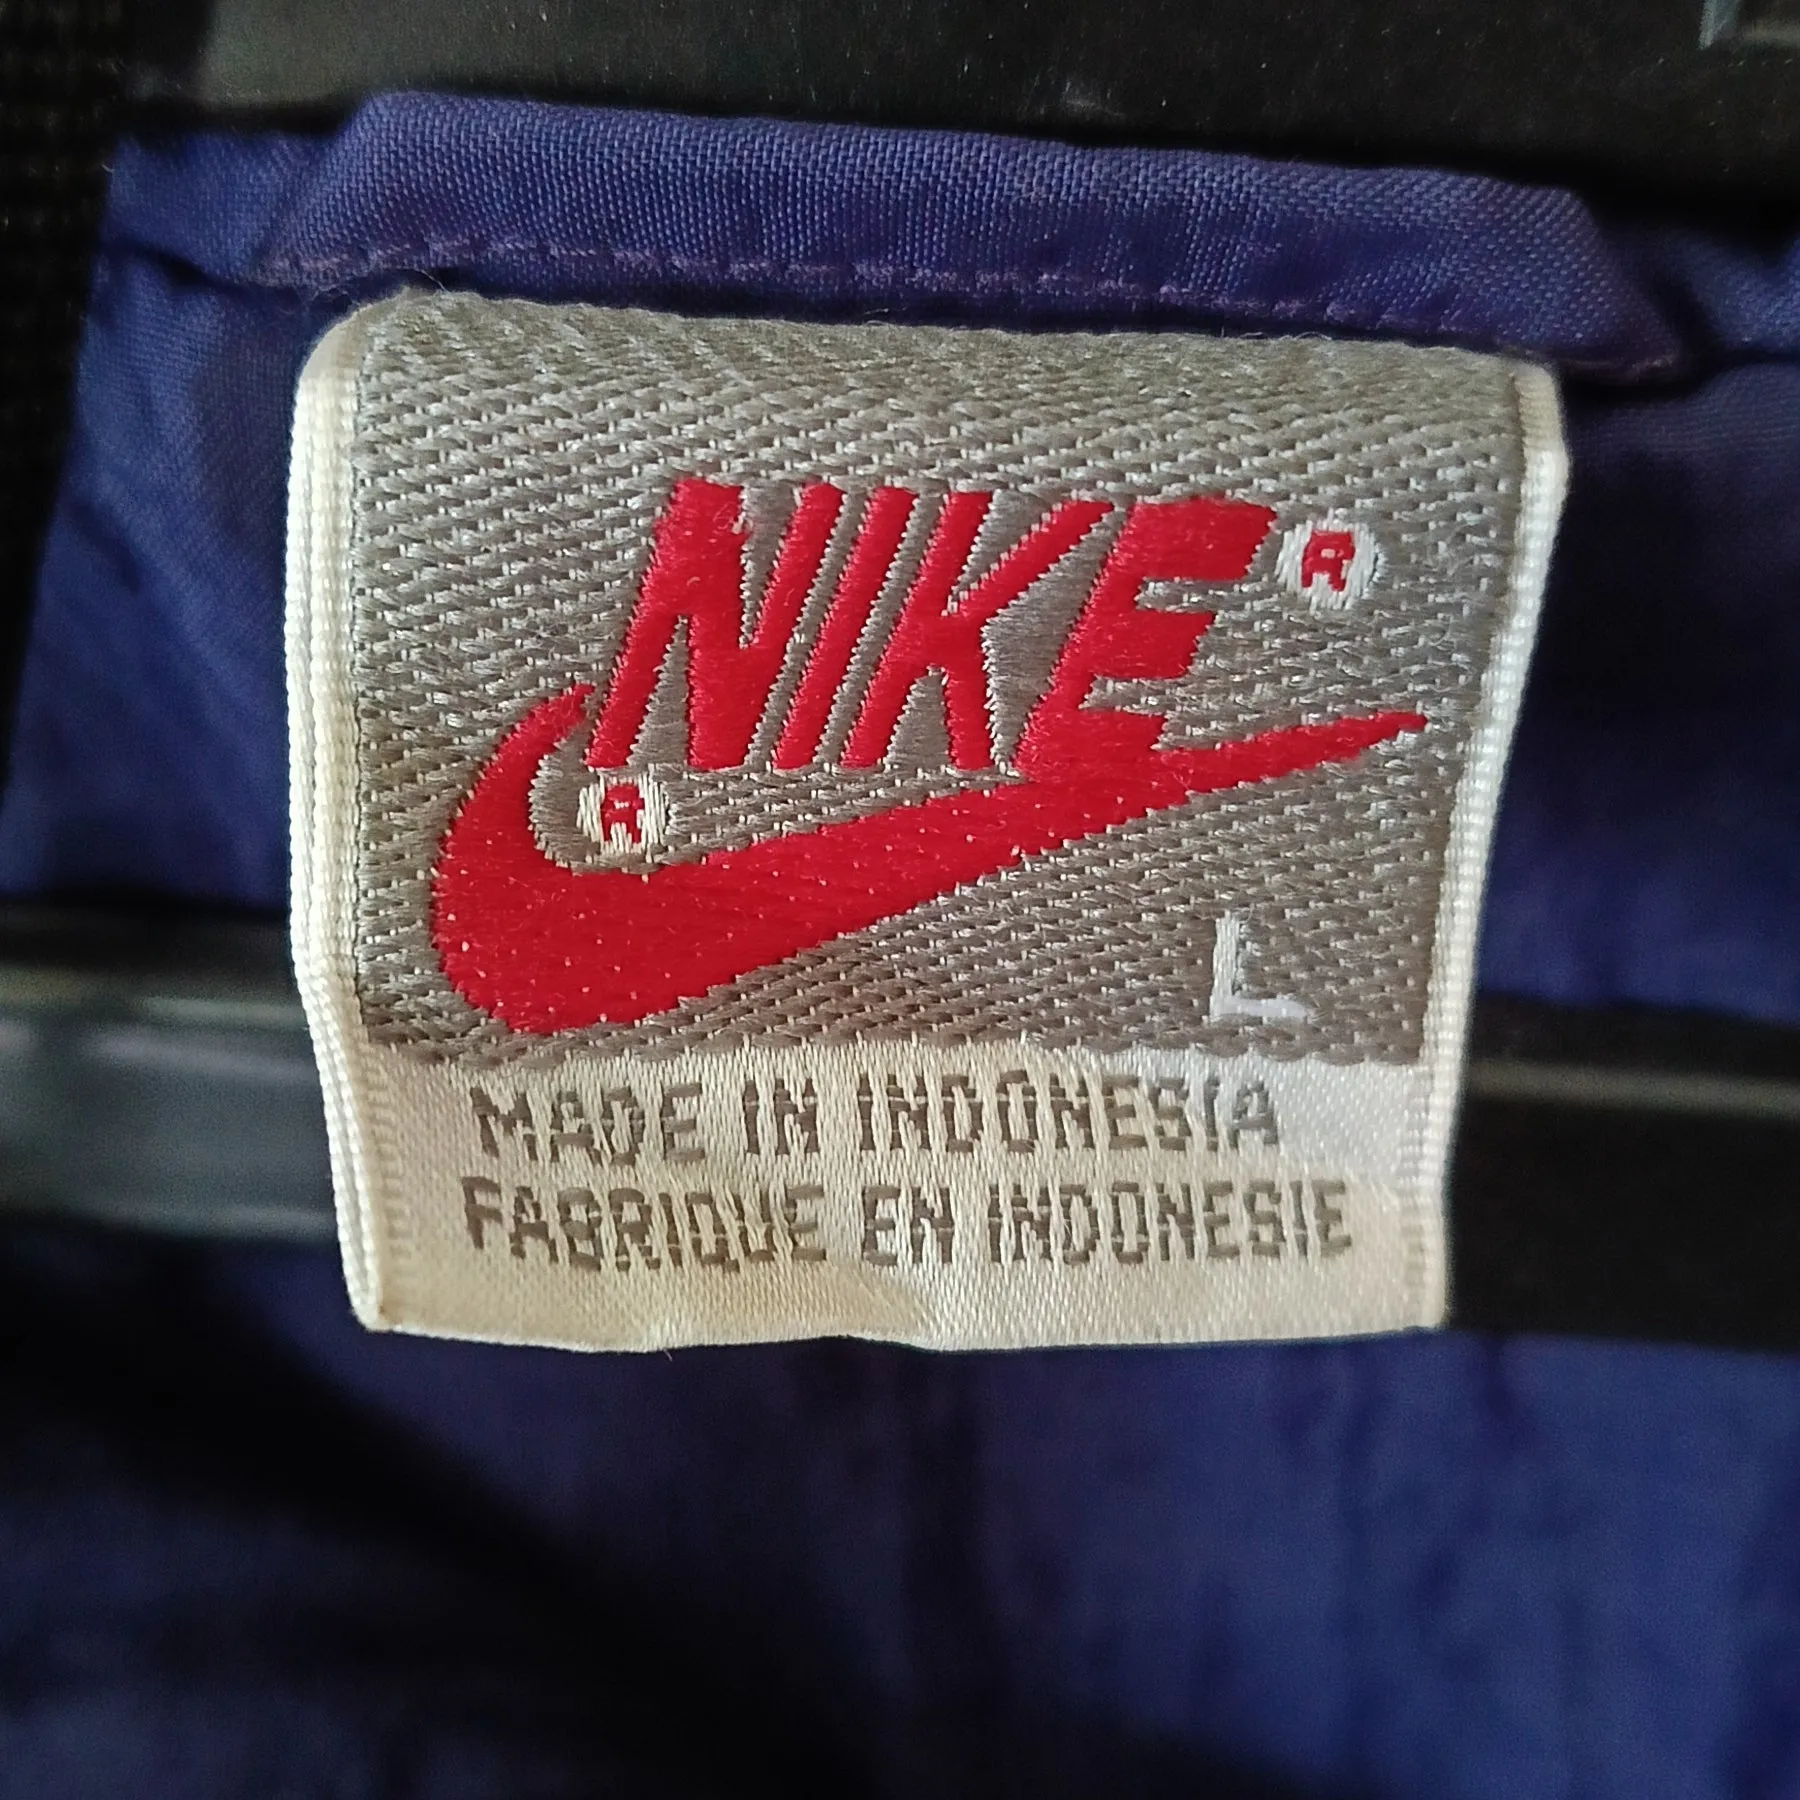 NIKE®
®
L
MADE IN INDONESIA
FABRIQUE EN INDONESIE